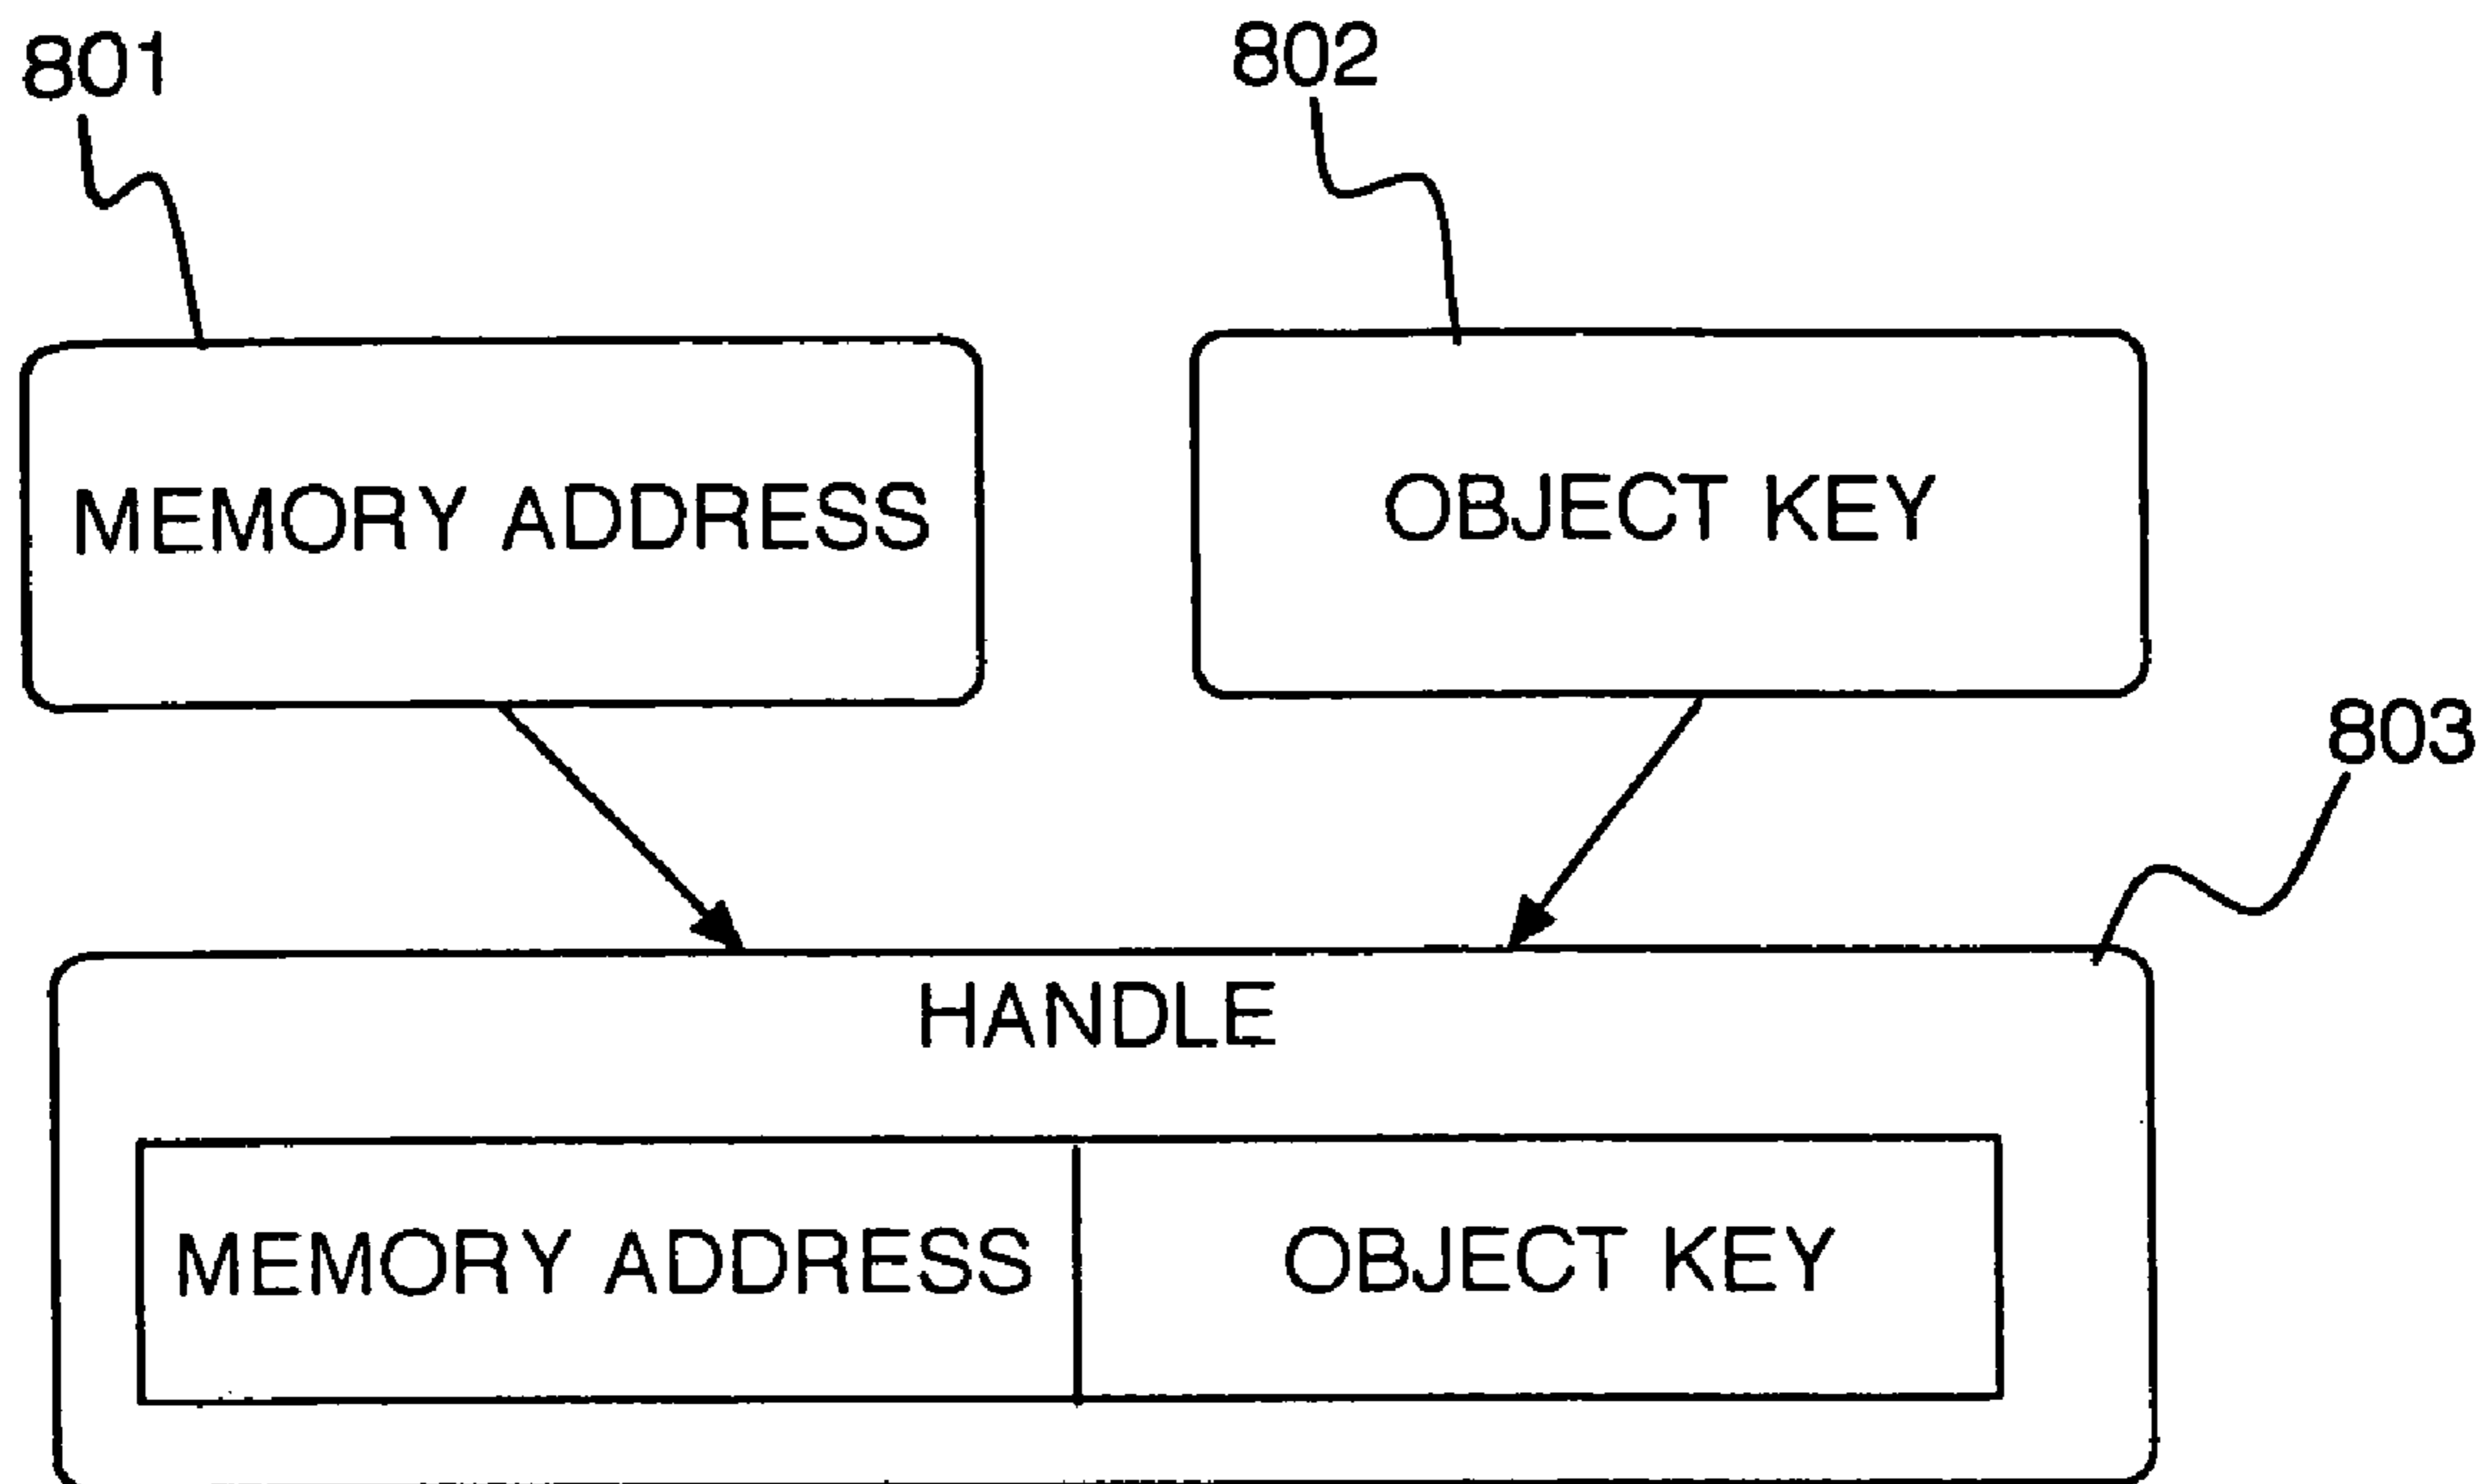 801
802
MEMORY ADDRESS
OBJECT KEY
803
HANDLE
MEMORY ADDRESS
OBJECT KEY